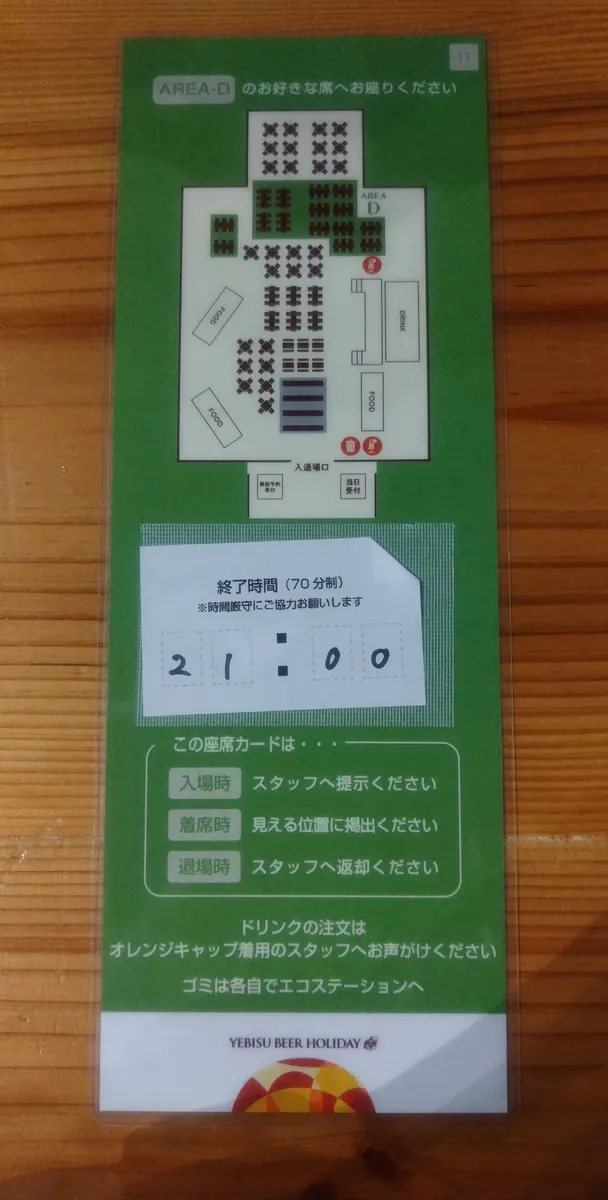 11
AREA-D のお好きな席へお座りください
AREA
D
FOOD
DRINK
FOOD
FOOD
入退場口
事前予約
受付
当日
受付
終了時間（70分制）
※時間厳守にご協力お願いします
21:00
この座席カードは・・・
入場時 スタッフへ提示ください
着席時 見える位置に掲出ください
退場時 スタッフへ返却ください
ドリンクの注文は
オレンジキャップ着用のスタッフへお声がけください
ゴミは各自でエコステーションへ
YEBISU BEER HOLIDAY